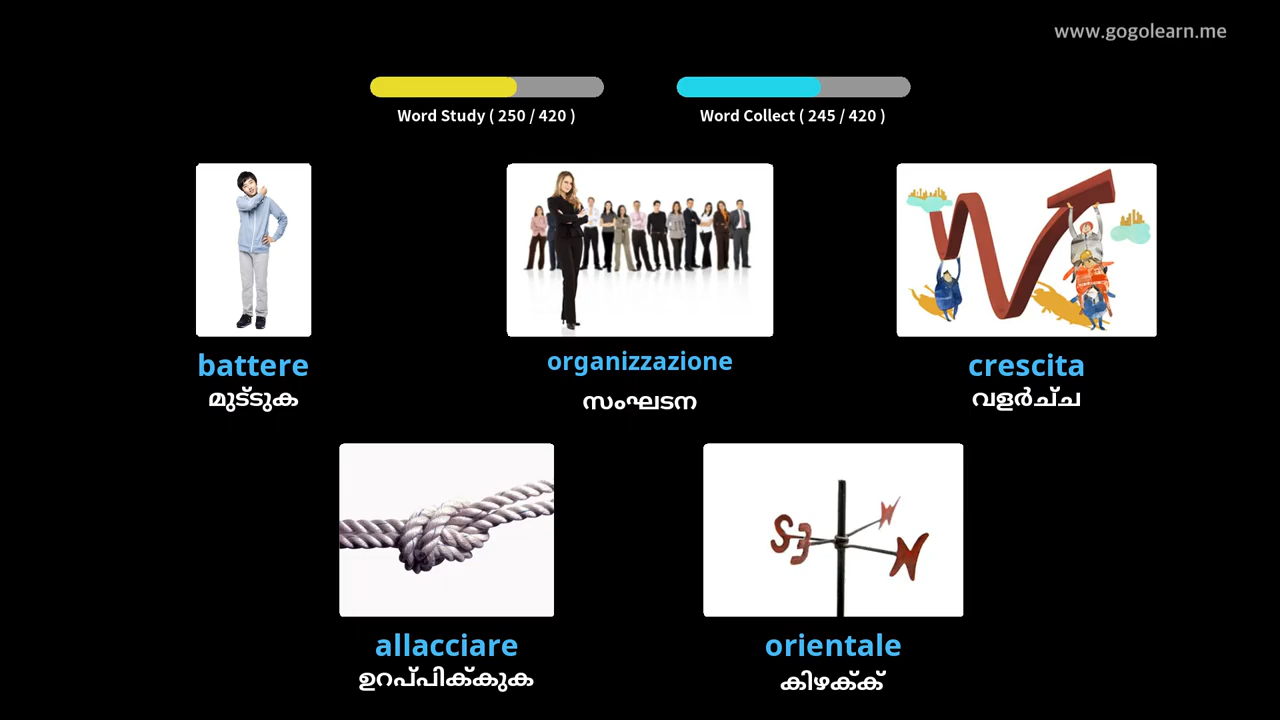 www.gogolearn.me
Word Study ( 250 / 420 )
Word Collect ( 245 / 420 )
battere
മുട്ടുക
organizzazione
സംഘടന
crescita
വളർച്ച
allacciare
ഉറപ്പിക്കുക
orientale
കിഴക്ക്